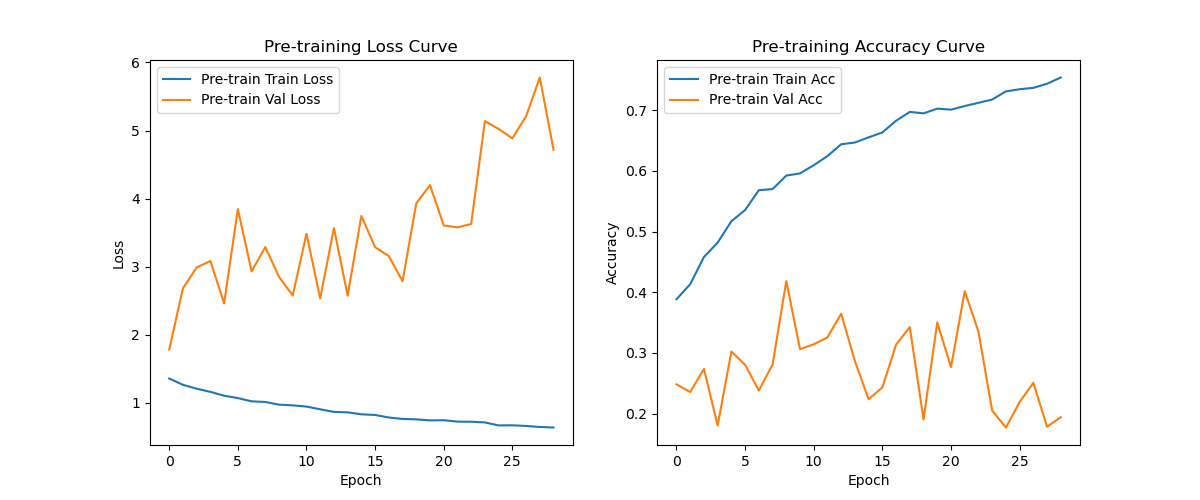 Pre-training Loss Curve
Pre-train Train Loss
Pre-train Val Loss
6
5
4
3
2
1
Loss
0
5
10
15
20
25
Epoch
Pre-training Accuracy Curve
Pre-train Train Acc
Pre-train Val Acc
0.7
0.6
0.5
0.4
0.3
0.2
Accuracy
0
5
10
15
20
25
Epoch